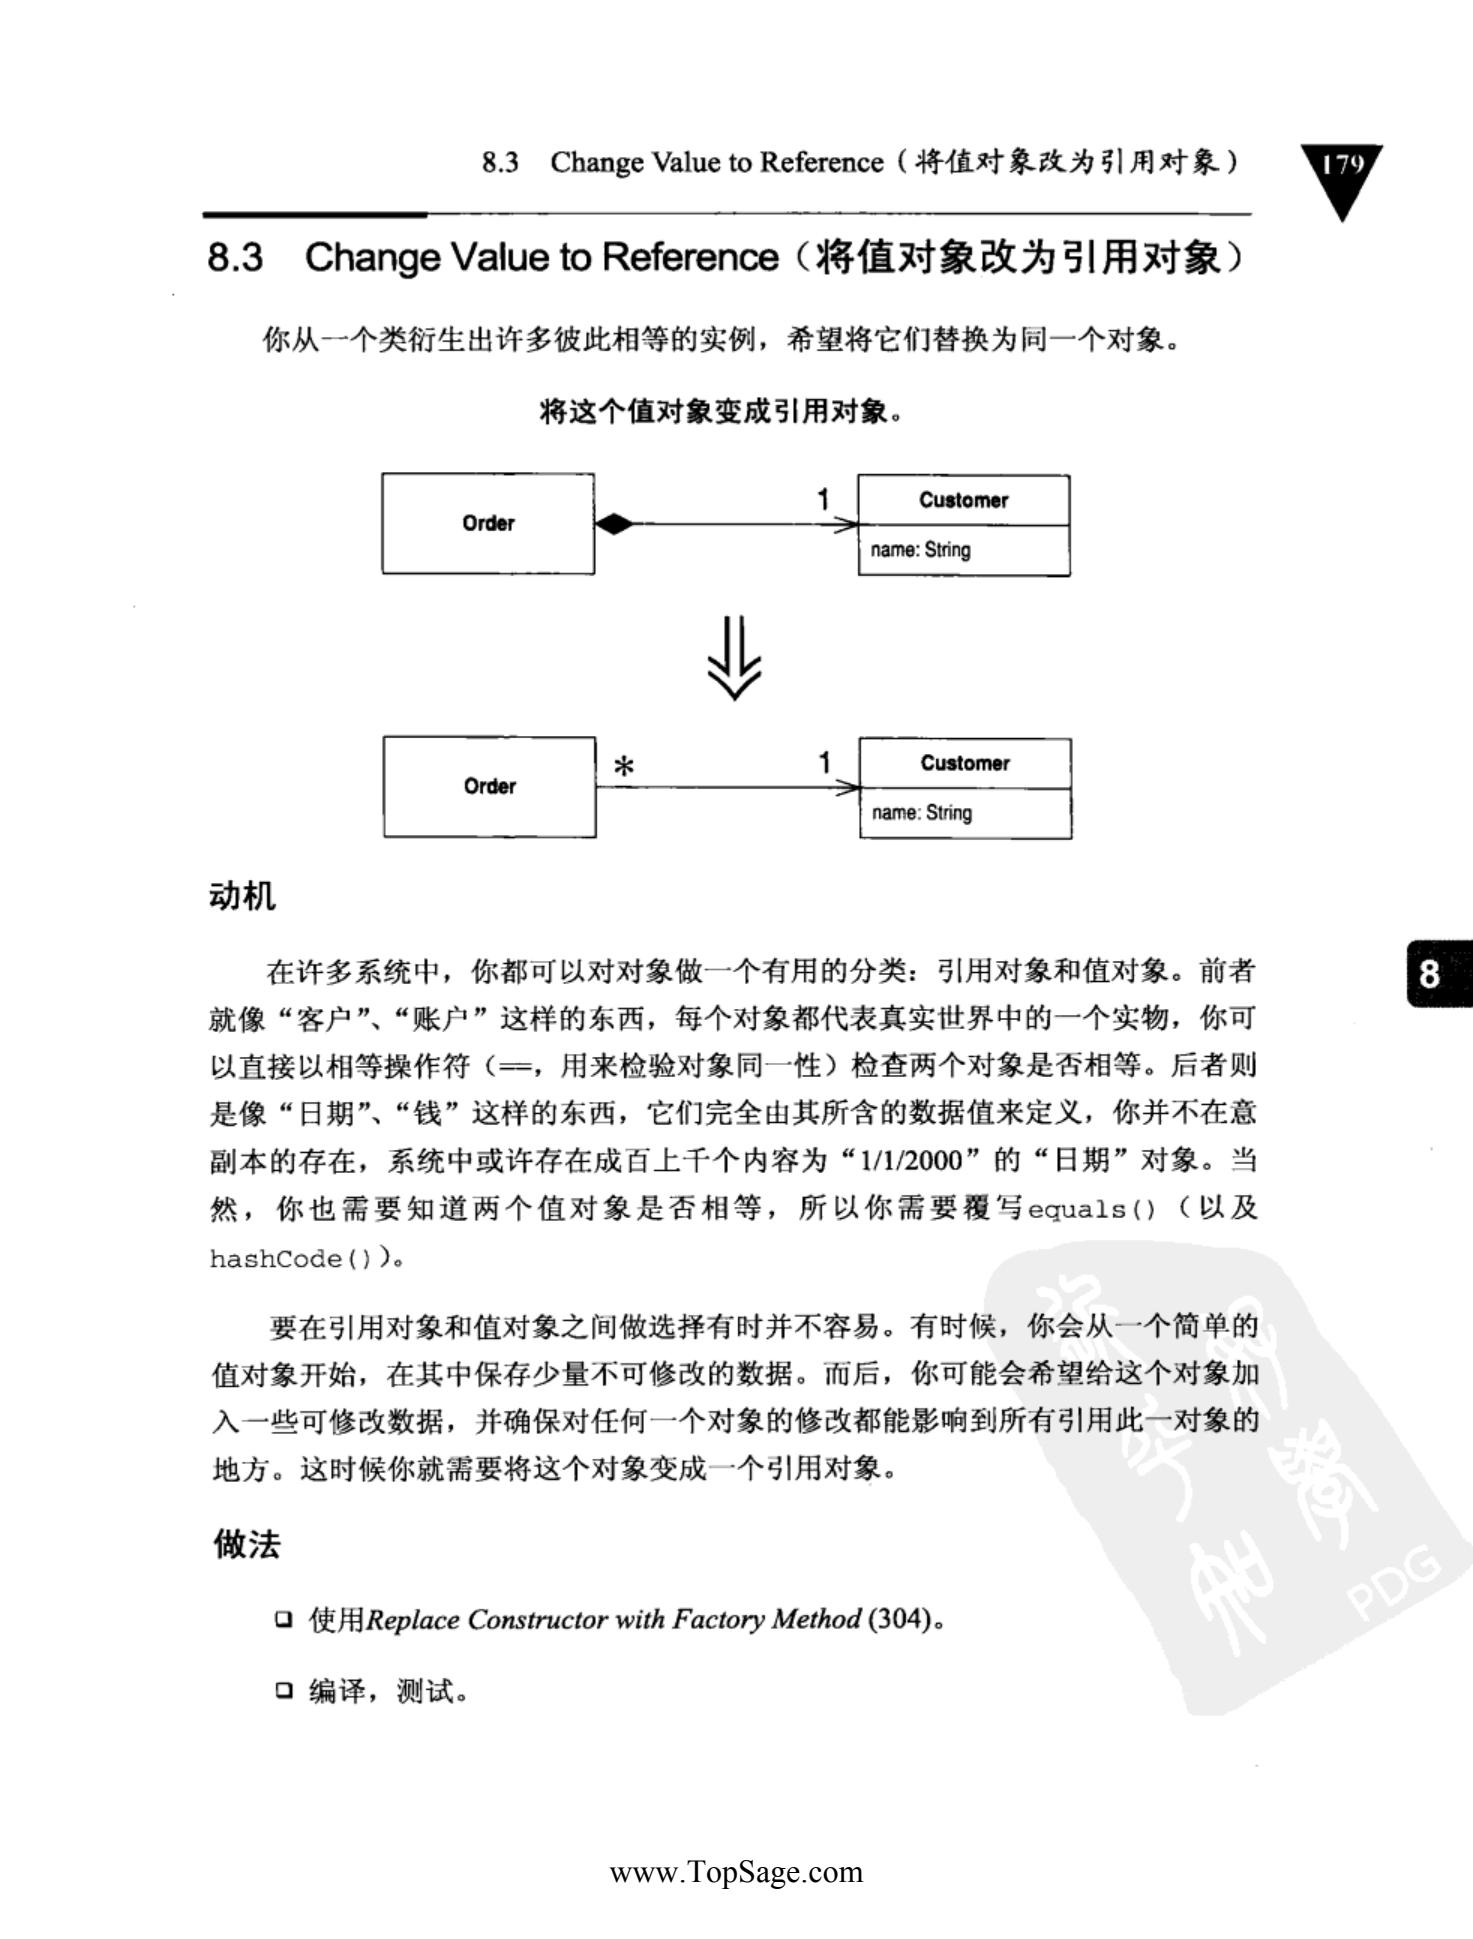 8.3 Change Value to Reference（将值对象改为引用对象）
179
8.3 Change Value to Reference（将值对象改为引用对象）
你从一个类衍生出许多彼此相等的实例，希望将它们替换为同一个对象。
将这个值对象变成引用对象。
Order
1
Customer
name: String
Order
*
1
Customer
name: String
动机
在许多系统中，你都可以对对象做一个有用的分类：引用对象和值对象。前者
就像“客户”、“账户”这样的东西，每个对象都代表真实世界中的一个实物，你可
以直接以相等操作符（==，用来检验对象同一性）检查两个对象是否相等。后者则
是像“日期”、“钱”这样的东西，它们完全由其所含的数据值来定义，你并不在意
副本的存在，系统中或许存在成百上千个内容为“1/1/2000”的“日期”对象。当
然，你也需要知道两个值对象是否相等，所以你需要覆写equals()（以及
hashCode()）。
8
要在引用对象和值对象之间做选择有时并不容易。有时候，你会从一个简单的
值对象开始，在其中保存少量不可修改的数据。而后，你可能会希望给这个对象加
入一些可修改数据，并确保对任何一个对象的修改都能影响到所有引用此一对象的
地方。这时候你就需要将这个对象变成一个引用对象。
做法
❑ 使用Replace Constructor with Factory Method (304)。
❑ 编译，测试。
PDG
www.TopSage.com